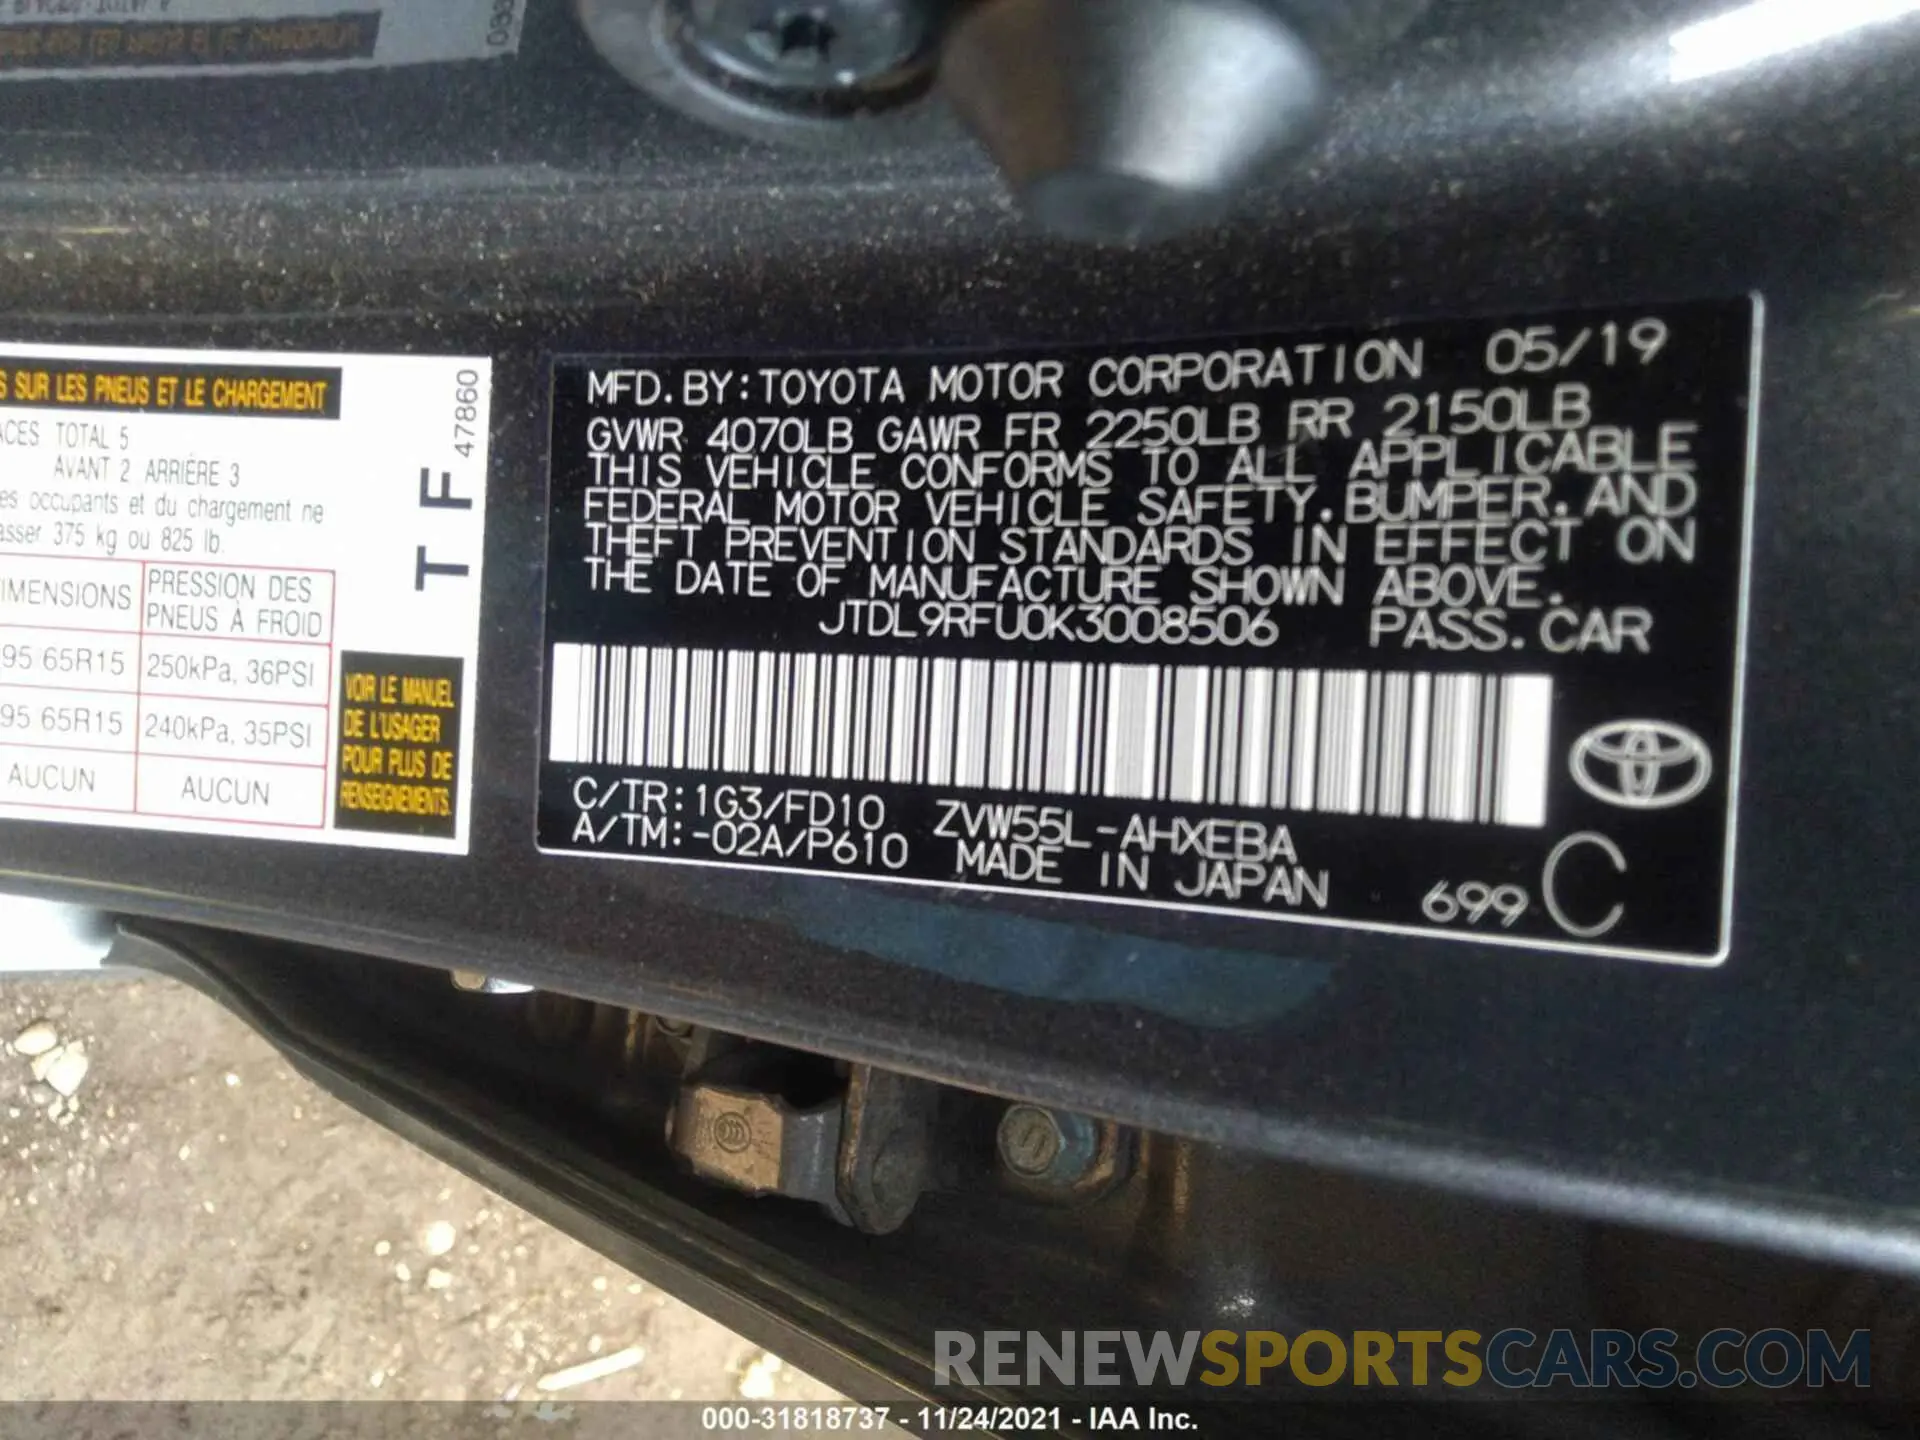 S SUR LES PNEUS ET LE CHARGEMENT
47860
ACES TOTAL 5
AVANT 2 ARRIÈRE 3
es occupants et du chargement ne
asser 375 kg ou 825 lb.
T F
IMENSIONS PRESSION DES PNEUS À FROID
95/65R15 250kPa, 36PSI
95/65R15 240kPa, 35PSI
AUCUN AUCUN
VOIR LE MANUEL
DE L'USAGER
POUR PLUS DE
RENSEIGNEMENTS.
MFD. BY: TOYOTA MOTOR CORPORATION 05/19
GVWR 4070LB GAWR FR 2250LB RR 2150LB
THIS VEHICLE CONFORMS TO ALL APPLICABLE
FEDERAL MOTOR VEHICLE SAFETY, BUMPER, AND
THEFT PREVENTION STANDARDS IN EFFECT ON
THE DATE OF MANUFACTURE SHOWN ABOVE.
JTDL9RFU0K3008506 PASS. CAR
C/TR: 1G3/FD10 ZVW55L-AHXEBA
A/TM: -02A/P610 MADE IN JAPAN
699 C
RENEWSPORTSCARS.COM
000-31818737 - 11/24/2021 - IAA Inc.